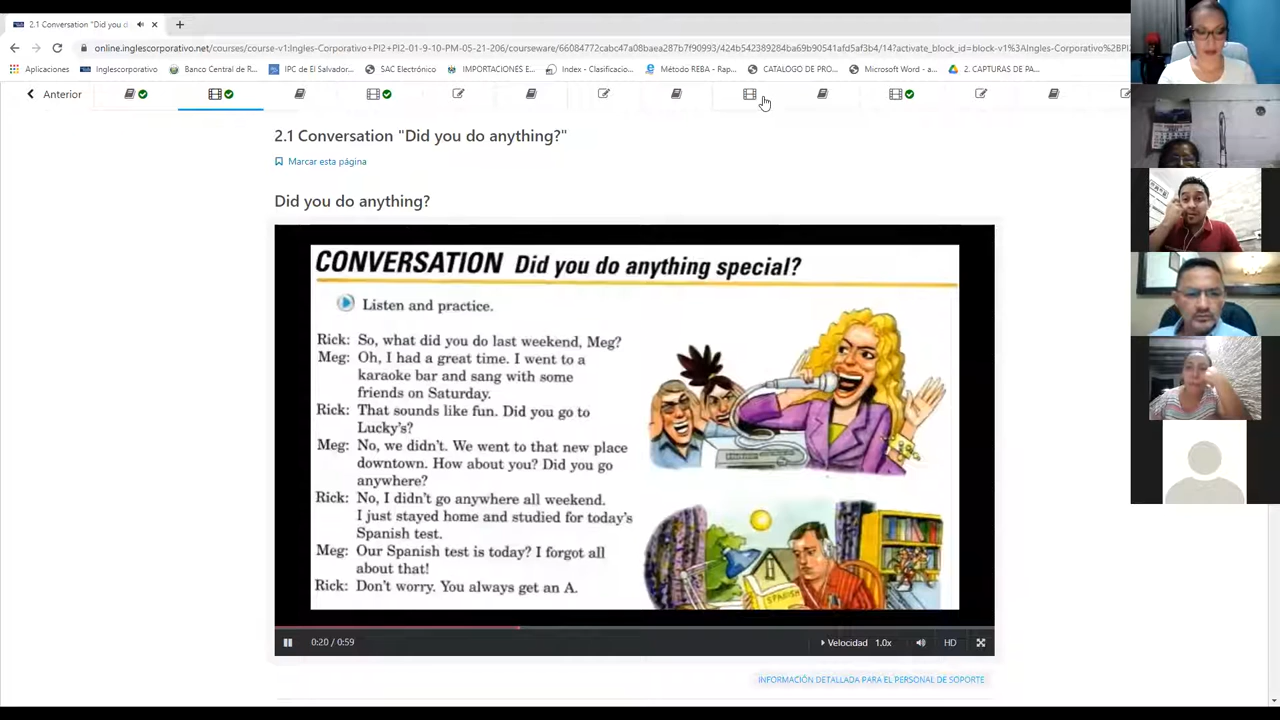 2.1 Conversation "Did you d
online.inglescorporativo.net/courses/course-v1:Ingles-Corporativo+PI2+PI2-01-9-10-PM-05-21-206/courseware/66084772cabc47a08baea287b7f90993/424b542389284ba69b90541afd5af3b4/14?activate_block_id=block-v1%3AIngles-Corporativo%2BPI
Aplicaciones
Inglescorporativo
Banco Central de R...
IPC de El Salvador...
SAC Electrónico
IMPORTACIONES E...
Index - Clasificacio...
Método REBA - Rap...
CATALOGO DE PRO...
Microsoft Word - a...
2. CAPTURAS DE PA...
Anterior
2.1 Conversation "Did you do anything?"
Marcar esta página
Did you do anything?
CONVERSATION Did you do anything special?
Listen and practice.
Rick: So, what did you do last weekend, Meg?
Meg: Oh, I had a great time. I went to a
karaoke bar and sang with some
friends on Saturday.
Rick: That sounds like fun. Did you go to
Lucky's?
Meg: No, we didn't. We went to that new place
downtown. How about you? Did you go
anywhere?
Rick: No, I didn't go anywhere all weekend.
I just stayed home and studied for today's
Spanish test.
Meg: Our Spanish test is today? I forgot all
about that!
Rick: Don't worry. You always get an A.
SPANISH
0:20 / 0:59
Velocidad 1.0x
HD
INFORMACIÓN DETALLADA PARA EL PERSONAL DE SOPORTE